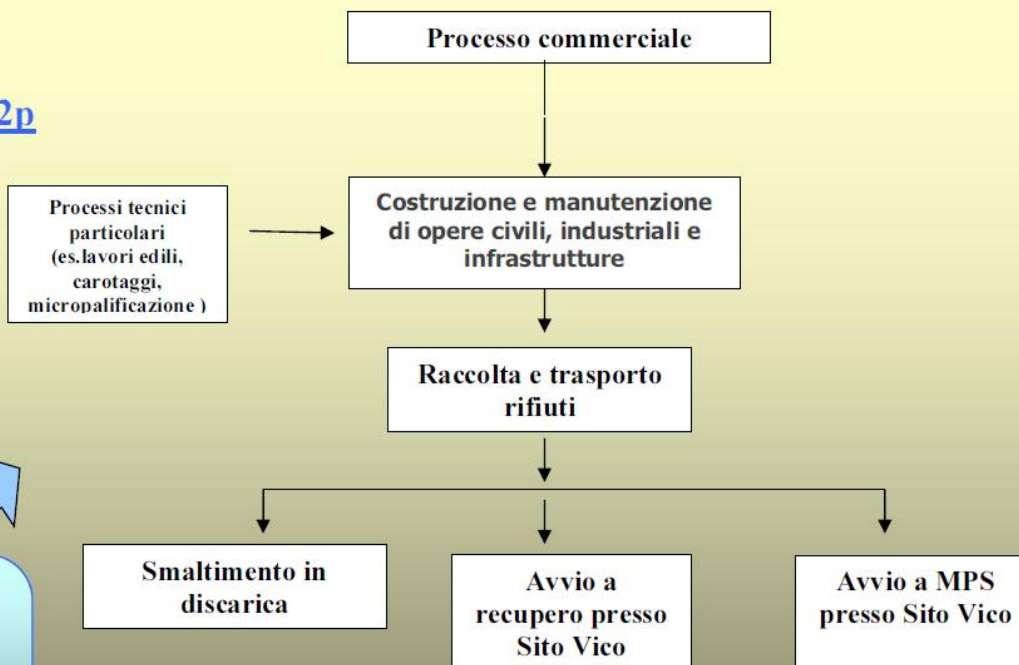 Processo commerciale
2p
Processi tecnici
particolari
(es.lavori edili,
carotaggi,
micropalificazione )
Costruzione e manutenzione
di opere civili, industriali e
infrastrutture
Raccolta e trasporto
rifiuti
Smaltimento in
discarica
Avvio a
recupero presso
Sito Vico
Avvio a MPS
presso Sito Vico